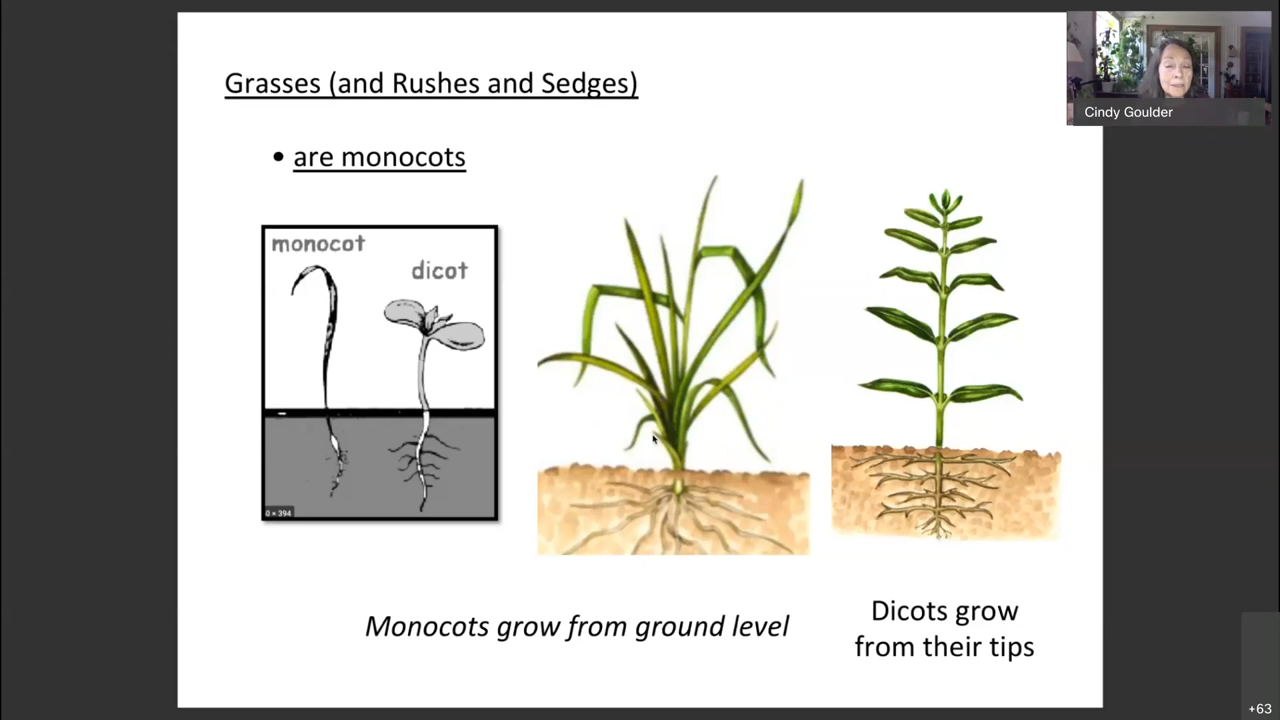 Grasses (and Rushes and Sedges)
• are monocots
monocot
dicot
0 × 394
Monocots grow from ground level
Dicots grow
from their tips
Cindy Goulder
+63